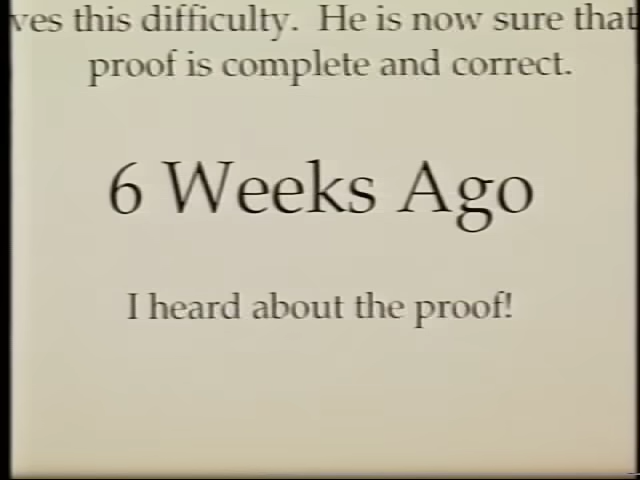 ves this difficulty. He is now sure that
proof is complete and correct.
6 Weeks Ago
I heard about the proof!